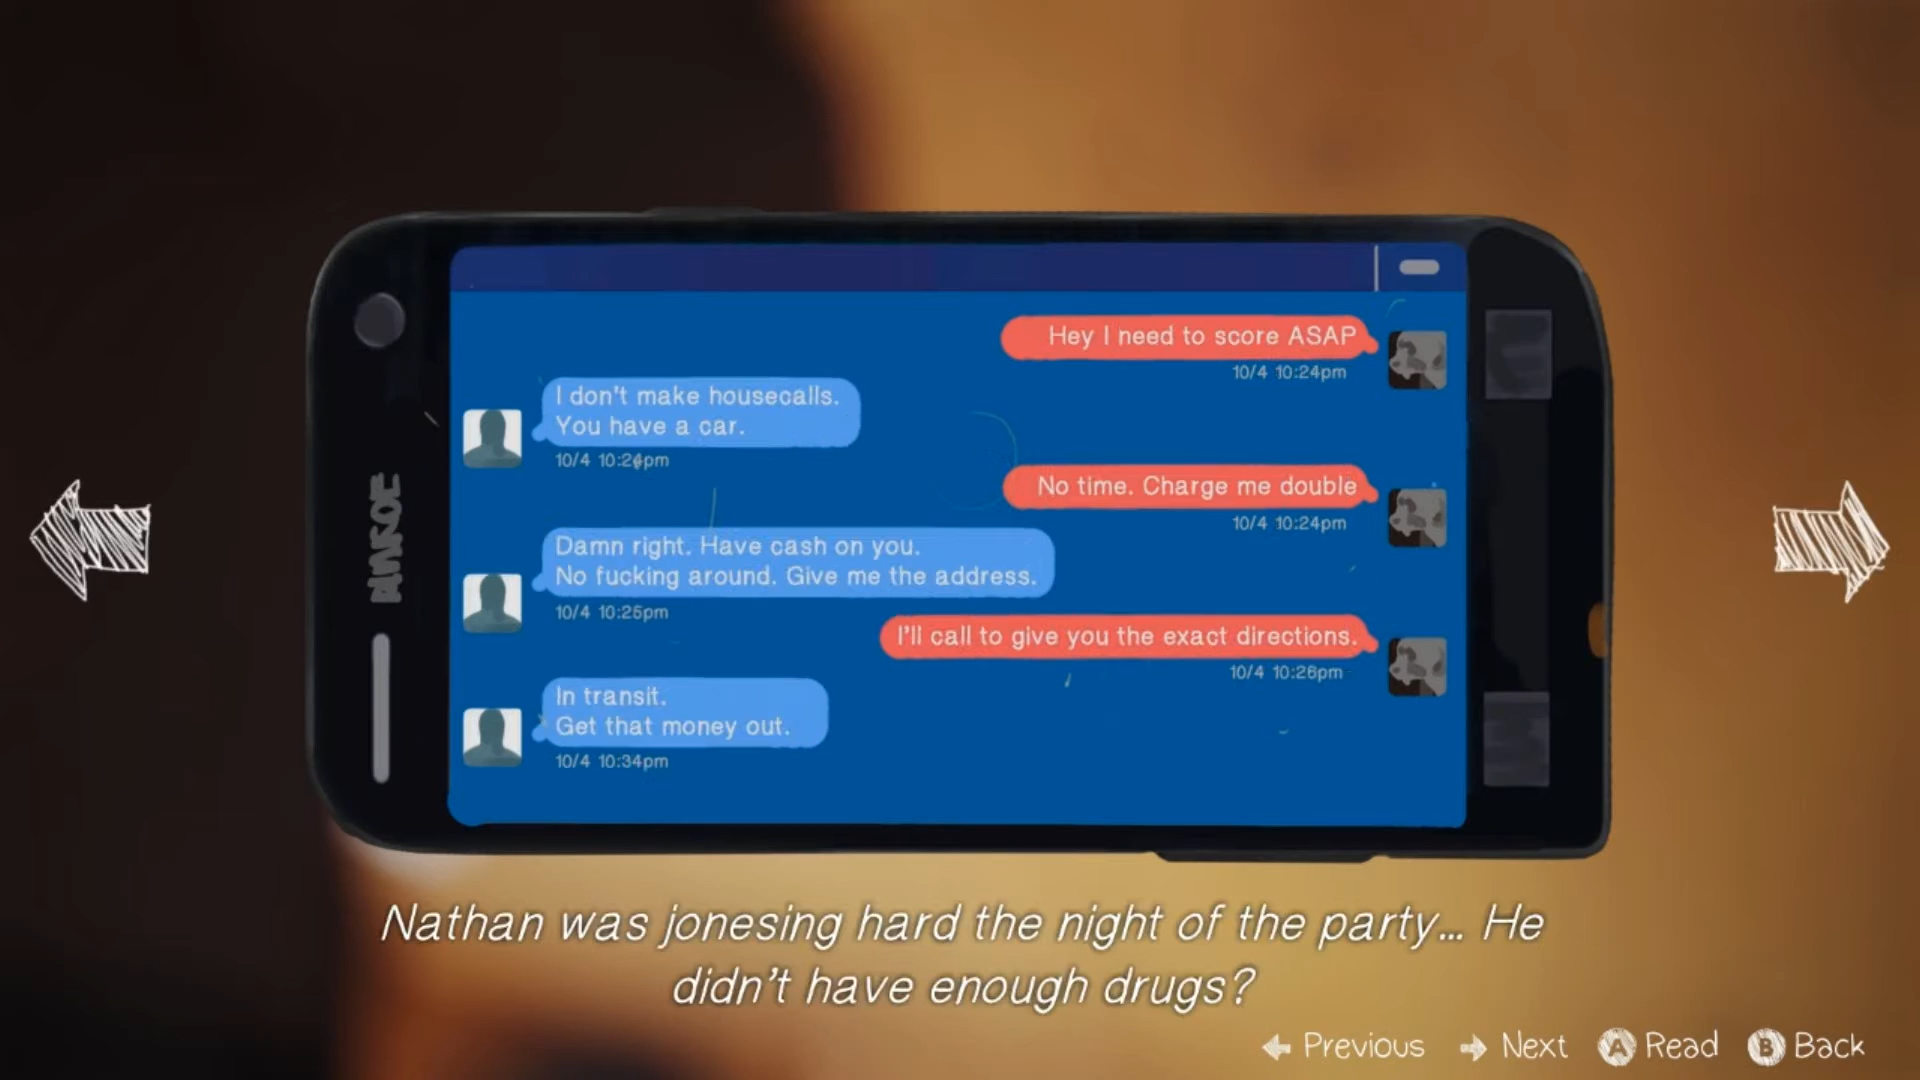 Hey I need to score ASAP
10/4 10:24pm
I don't make housecalls.
You have a car.
10/4 10:24pm
No time. Charge me double
10/4 10:24pm
Damn right. Have cash on you.
No fucking around. Give me the address.
10/4 10:25pm
I'll call to give you the exact directions.
10/4 10:26pm
In transit.
Get that money out.
10/4 10:34pm
Nathan was jonesing hard the night of the party... He
didn't have enough drugs?
Previous Next A Read B Back